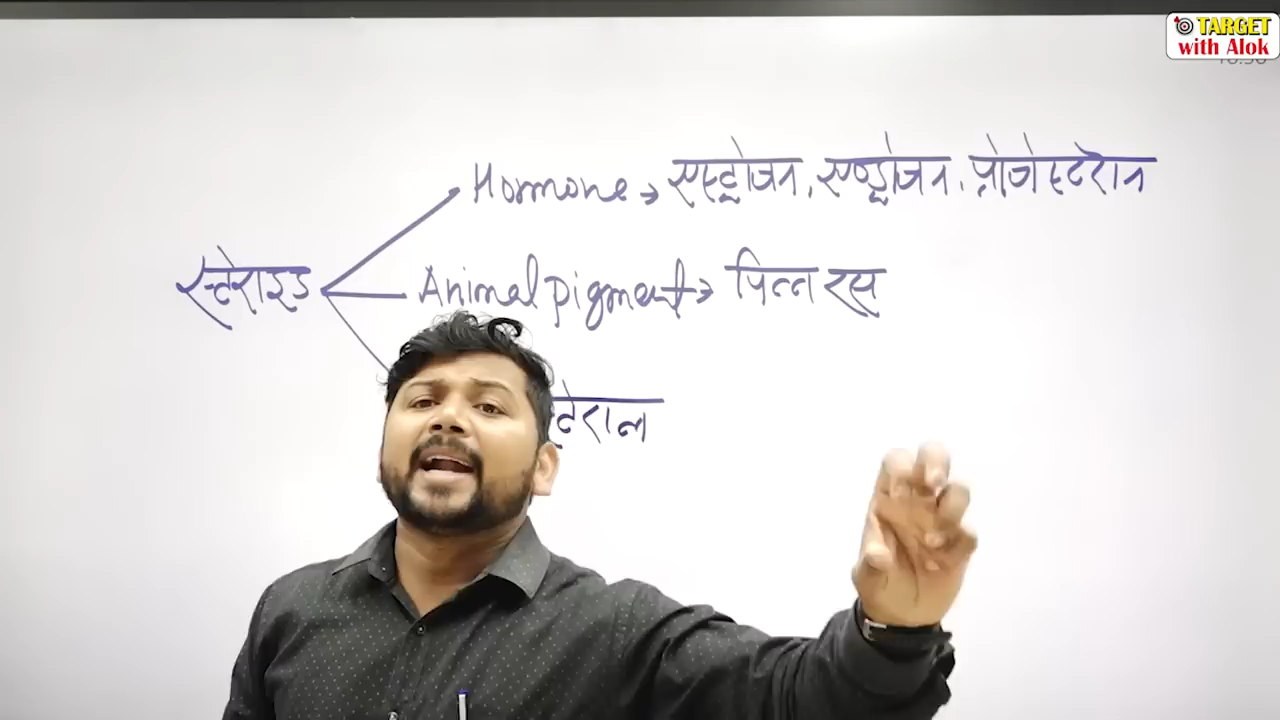 TARGET
with Alok
Hormone → एस्ट्रोजन, एण्ड्रोजन, प्रोजेस्टेरोन
स्टेराइड
Animal pigment → पित्त रस
टेराल